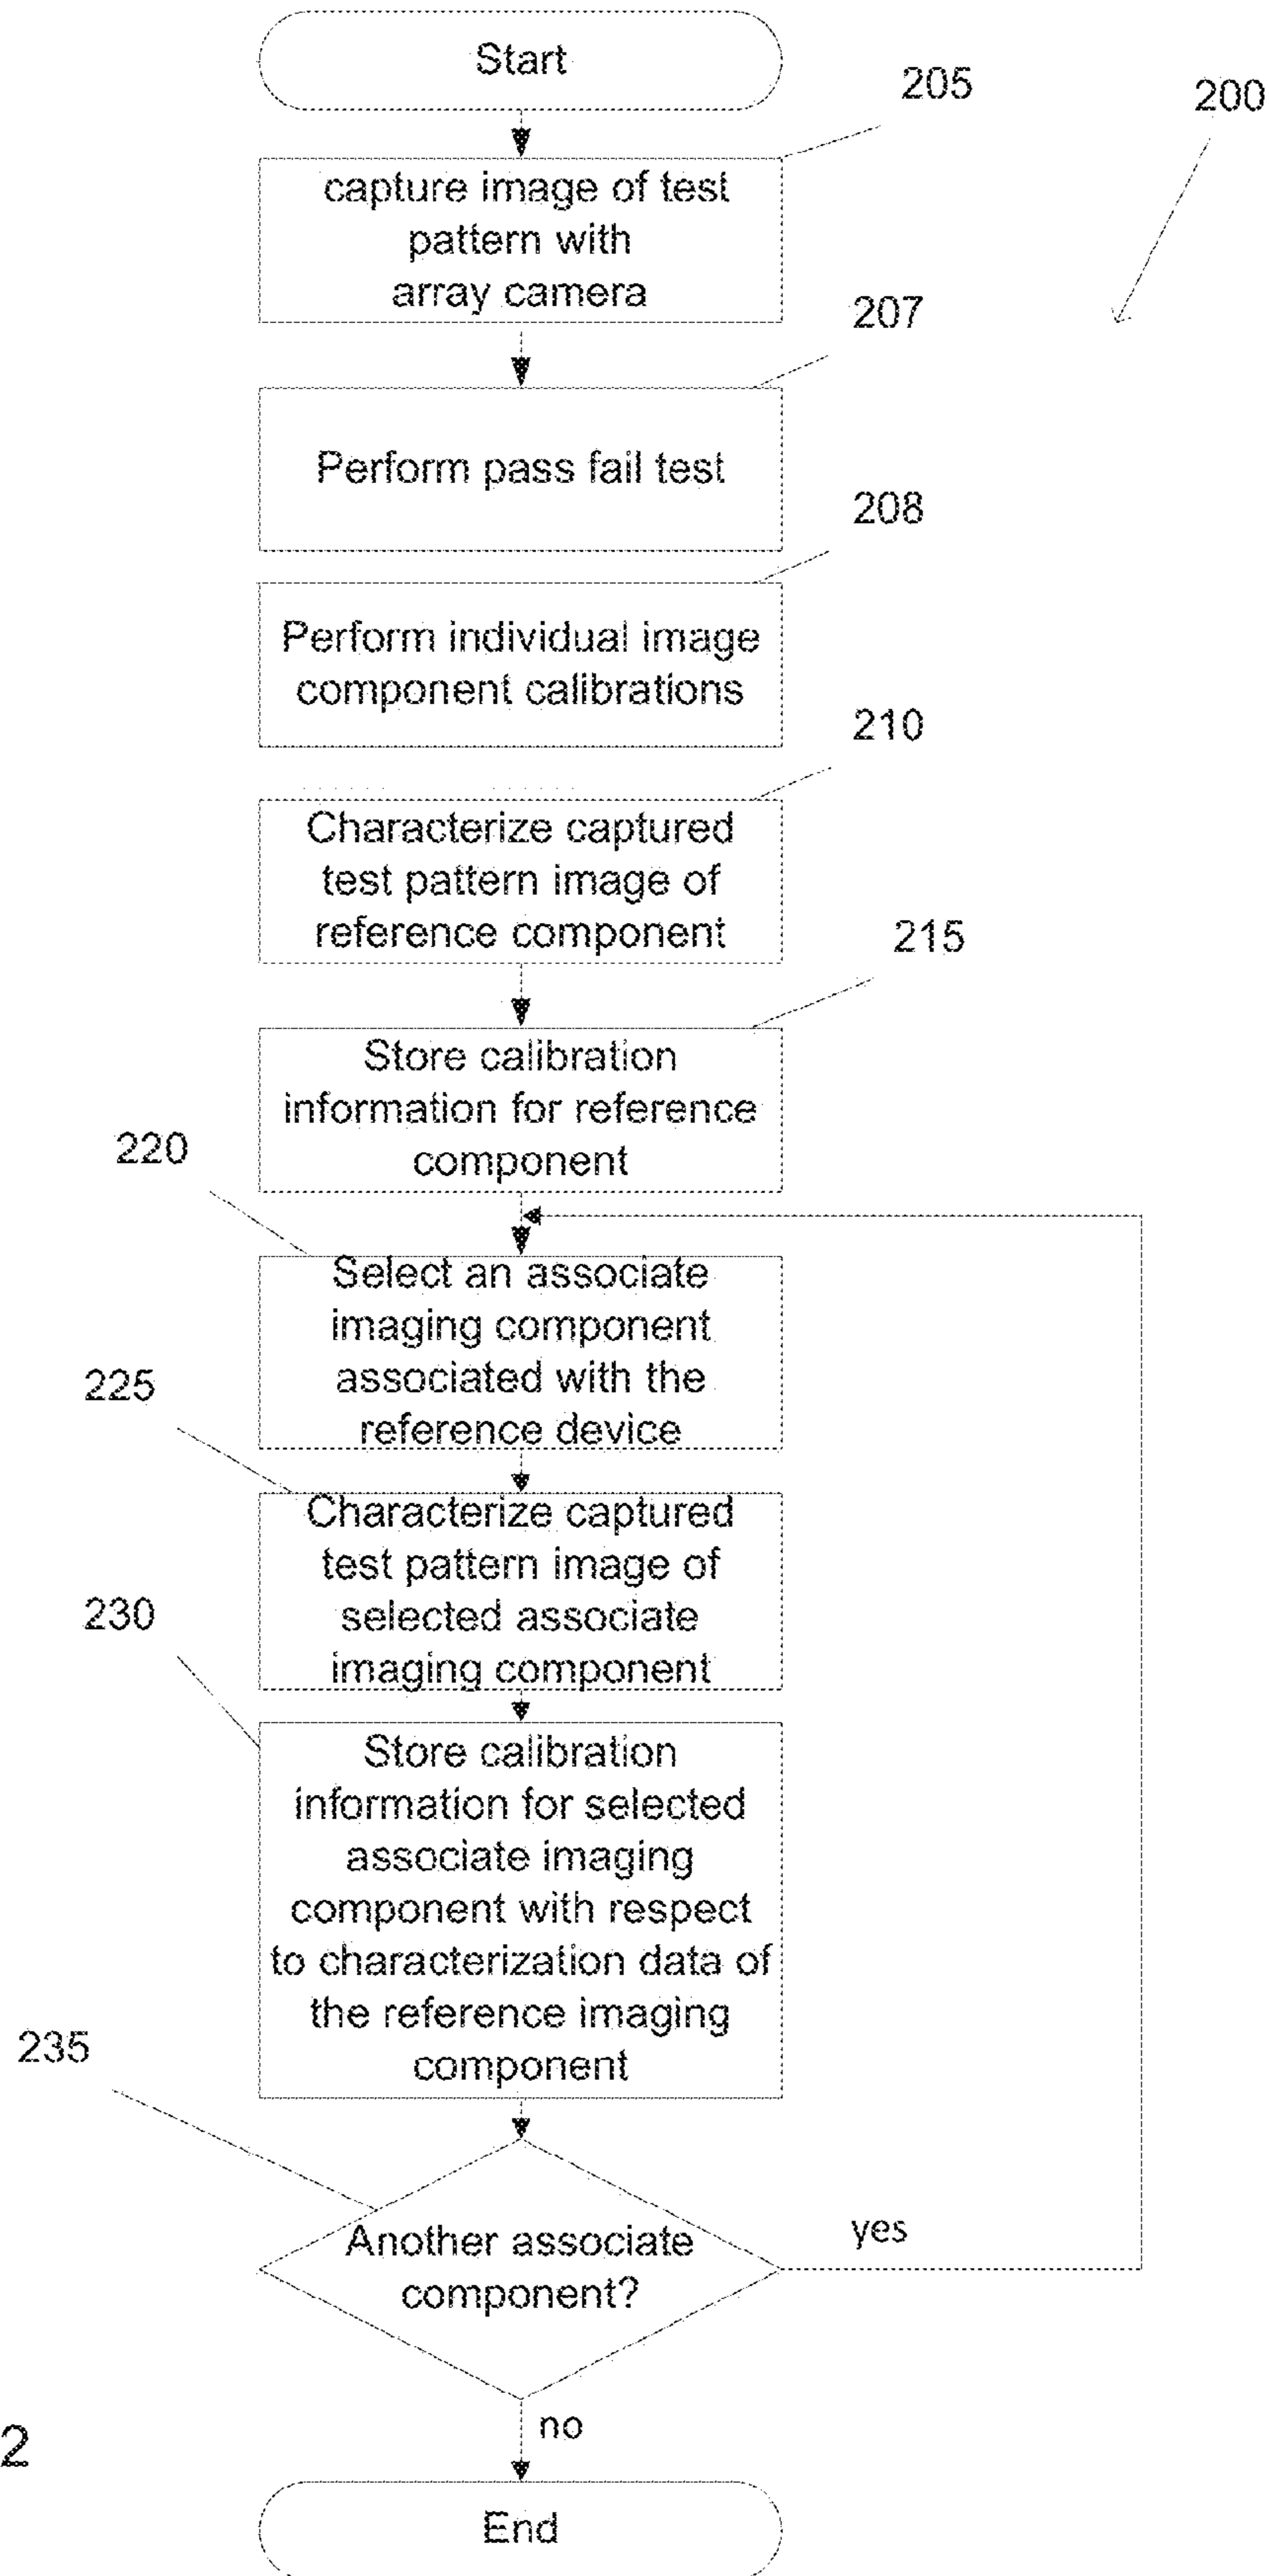 Start
205
200
capture image of test
pattern with
array camera
207
Perform pass fail test
208
Perform individual image
component calibrations
210
Characterize captured
test pattern image of
reference component
215
Store calibration
information for reference
component
220
Select an associate
imaging component
associated with the
reference device
225
Characterize captured
test pattern image of
selected associate
imaging component
230
Store calibration
information for selected
associate imaging
component with respect
to characterization data of
the reference imaging
component
235
Another associate
component?
yes
no
2
End